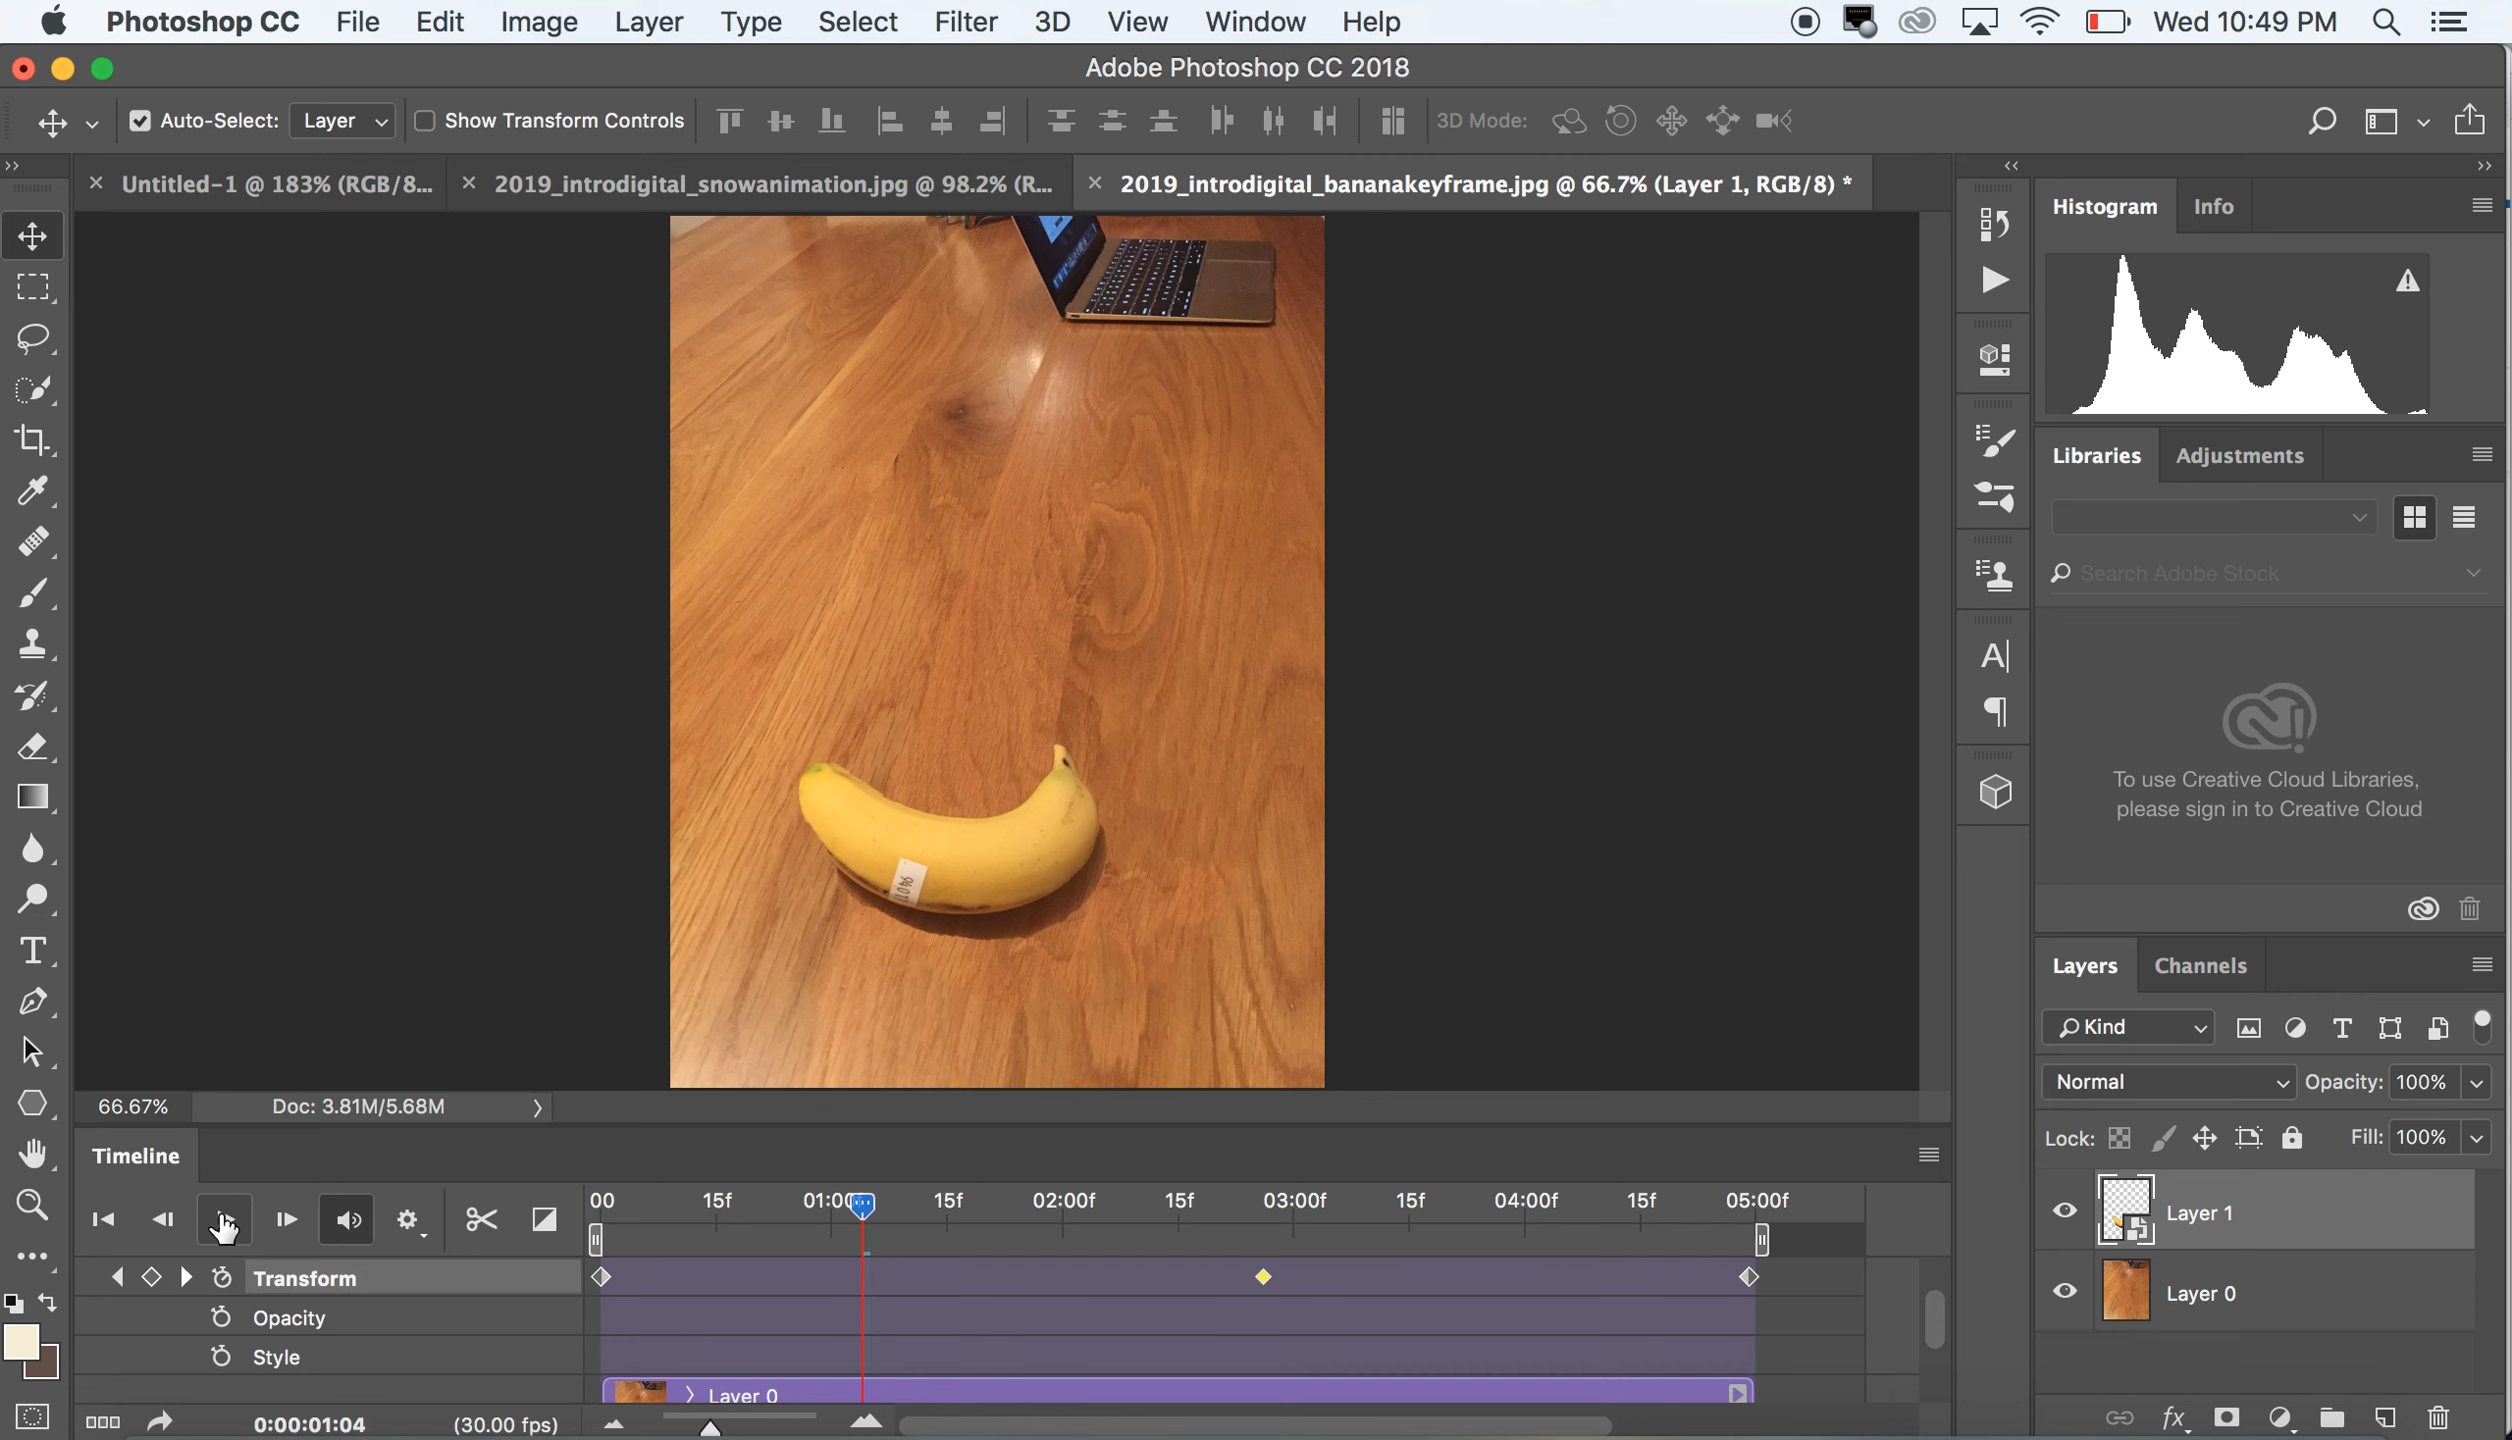 Photoshop CC File Edit Image Layer Type Select Filter 3D View Window Help Wed 10:49 PM
Adobe Photoshop CC 2018
Auto-Select: Layer Show Transform Controls 3D Mode:
Untitled-1 @ 183% (RGB/8... 2019_introdigital_snowanimation.jpg @ 98.2% (R... 2019_introdigital_bananakeyframe.jpg @ 66.7% (Layer 1, RGB/8) *
Histogram Info
Libraries Adjustments
Search Adobe Stock
To use Creative Cloud Libraries,
please sign in to Creative Cloud
Layers Channels
Kind
Normal Opacity: 100%
Lock: Fill: 100%
Layer 1
Layer 0
66.67% Doc: 3.81M/5.68M
Timeline
00 15f 01:00 15f 02:00f 15f 03:00f 15f 04:00f 15f 05:00f
Transform
Opacity
Style
Layer 0
0:00:01:04 (30.00 fps)